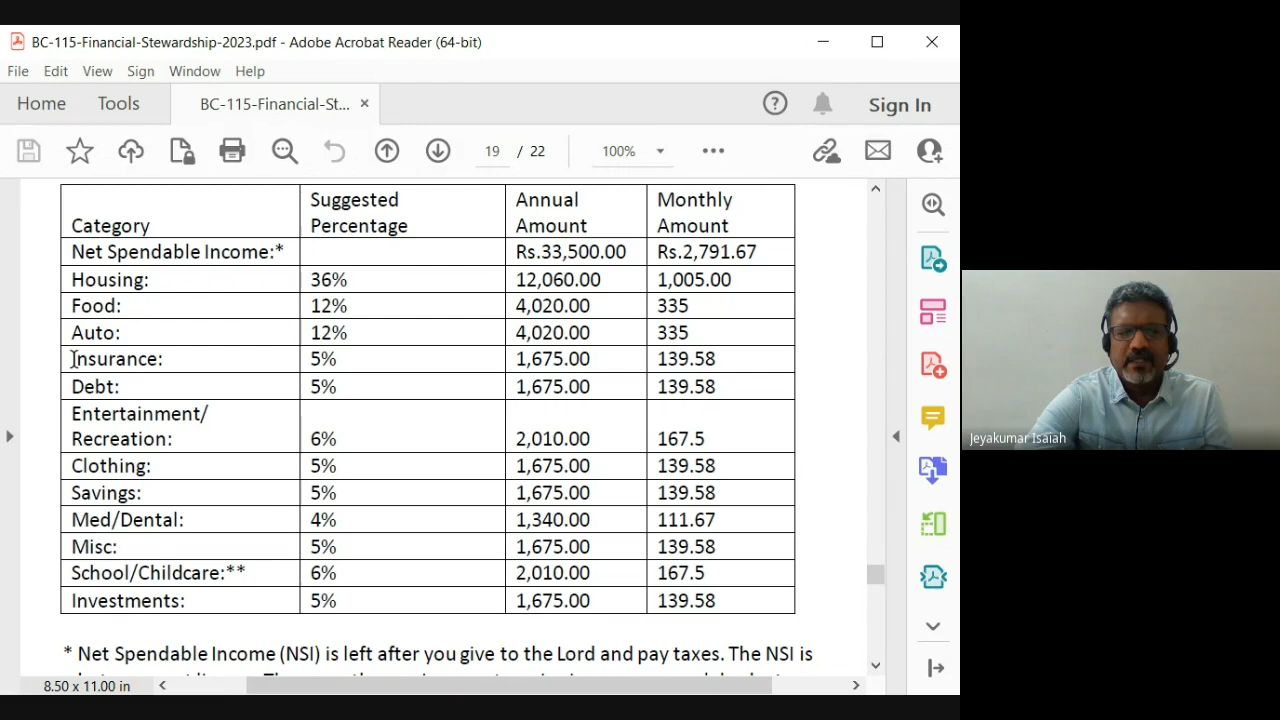 BC-115-Financial-Stewardship-2023.pdf - Adobe Acrobat Reader (64-bit)
File Edit View Sign Window Help
Home Tools BC-115-Financial-St... × Sign In
19 / 22 100%
Category Suggested Percentage Annual Amount Monthly Amount
Net Spendable Income:* Rs.33,500.00 Rs.2,791.67
Housing: 36% 12,060.00 1,005.00
Food: 12% 4,020.00 335
Auto: 12% 4,020.00 335
Insurance: 5% 1,675.00 139.58
Debt: 5% 1,675.00 139.58
Entertainment/
Recreation: 6% 2,010.00 167.5
Clothing: 5% 1,675.00 139.58
Savings: 5% 1,675.00 139.58
Med/Dental: 4% 1,340.00 111.67
Misc: 5% 1,675.00 139.58
School/Childcare:** 6% 2,010.00 167.5
Investments: 5% 1,675.00 139.58
* Net Spendable Income (NSI) is left after you give to the Lord and pay taxes. The NSI is
8.50 x 11.00 in
Jeyakumar Isaiah